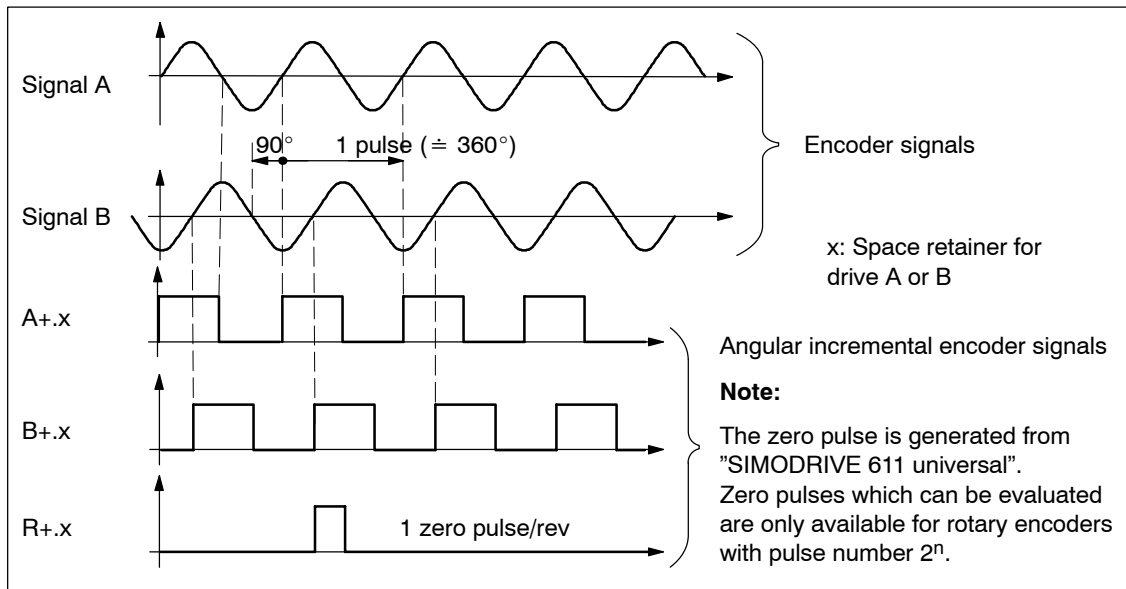 Signal A
90° 1 pulse (≐ 360°)
Encoder signals
Signal B
x: Space retainer for
drive A or B
A+.x
Angular incremental encoder signals
Note:
B+.x
The zero pulse is generated from
”SIMODRIVE 611 universal”.
Zero pulses which can be evaluated
are only available for rotary encoders
with pulse number 2ⁿ.
R+.x
1 zero pulse/rev